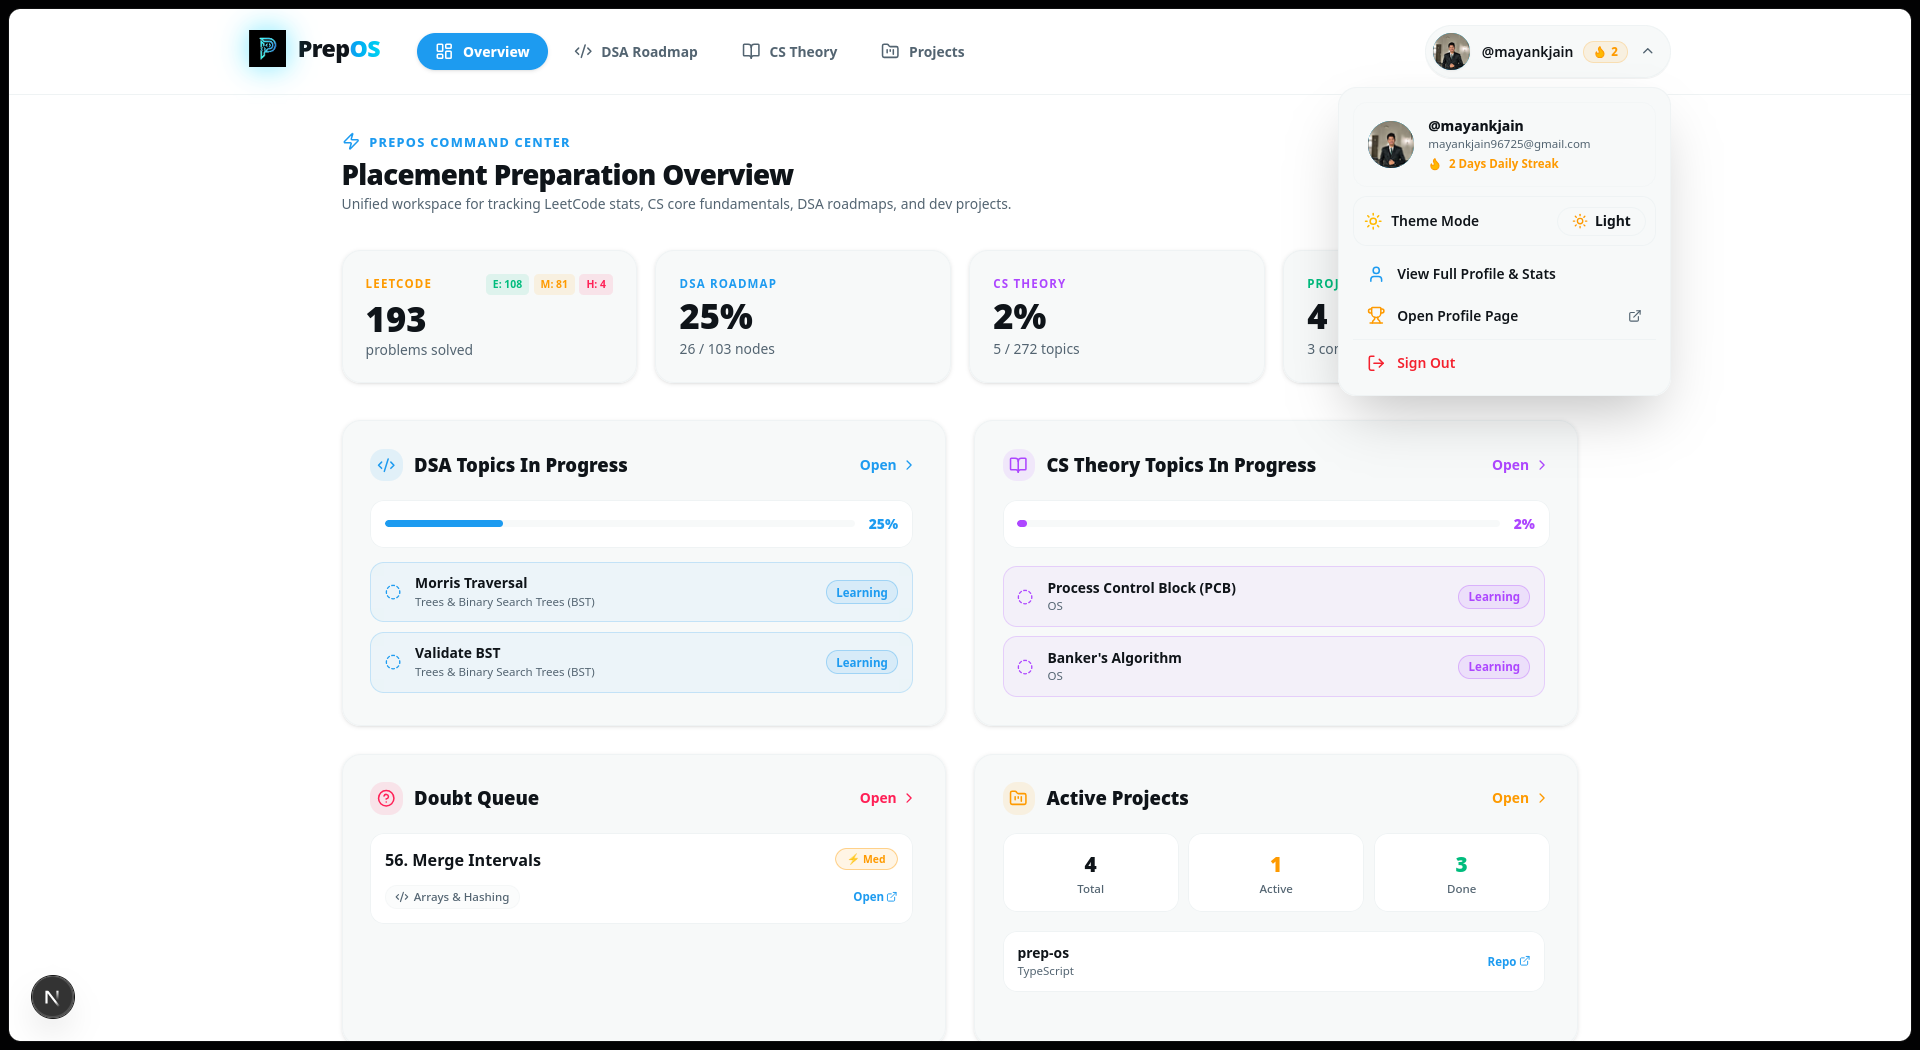 PrepOS
Overview
DSA Roadmap
CS Theory
Projects
@mayankjain
2
@mayankjain
mayankjain96725@gmail.com
2 Days Daily Streak
Theme Mode
Light
View Full Profile & Stats
Open Profile Page
Sign Out
PREPOS COMMAND CENTER
Placement Preparation Overview
Unified workspace for tracking LeetCode stats, CS core fundamentals, DSA roadmaps, and dev projects.
LEETCODE
E: 108
M: 81
H: 4
193
problems solved
DSA ROADMAP
25%
26 / 103 nodes
CS THEORY
2%
5 / 272 topics
PROJ
4
3 con
DSA Topics In Progress
Open
25%
Morris Traversal
Trees & Binary Search Trees (BST)
Learning
Validate BST
Trees & Binary Search Trees (BST)
Learning
CS Theory Topics In Progress
Open
2%
Process Control Block (PCB)
OS
Learning
Banker's Algorithm
OS
Learning
Doubt Queue
Open
56. Merge Intervals
⚡ Med
Arrays & Hashing
Open
Active Projects
Open
4
Total
1
Active
3
Done
prep-os
TypeScript
Repo
N